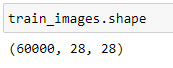 train_images.shape
(60000, 28, 28)